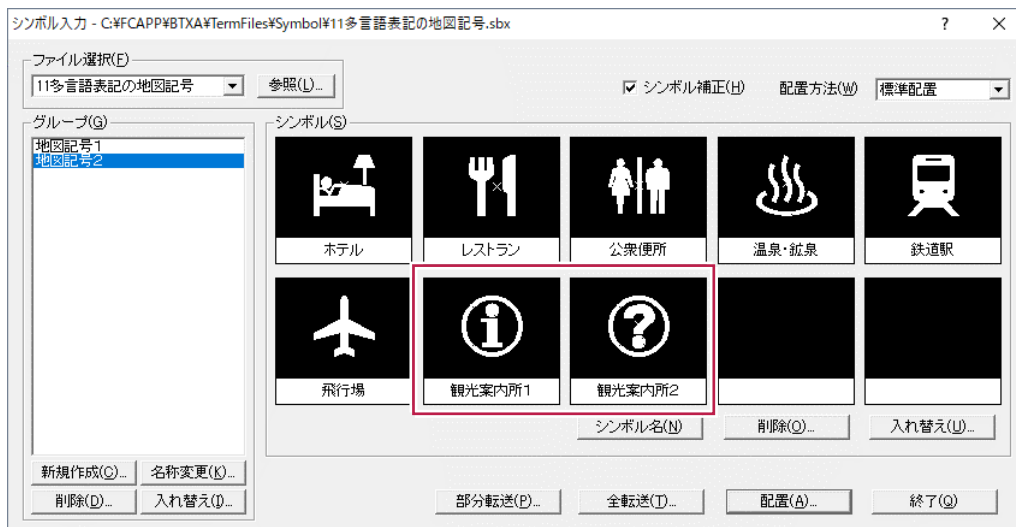 シンボル入力 - C:¥FCAPP¥BTXA¥TermFiles¥Symbol¥11多言語表記の地図記号.sbx ? ×
ファイル選択(F)
11多言語表記の地図記号 参照(L)...
シンボル補正(H) 配置方法(W) 標準配置
グループ(G)
地図記号1
地図記号2
シンボル(S)
ホテル レストラン 公衆便所 温泉・鉱泉 鉄道駅
飛行場 観光案内所1 観光案内所2
シンボル名(N) 削除(O)... 入れ替え(U)...
新規作成(C)... 名称変更(K)...
削除(D)... 入れ替え(I)... 部分転送(P)... 全転送(T)... 配置(A)... 終了(Q)